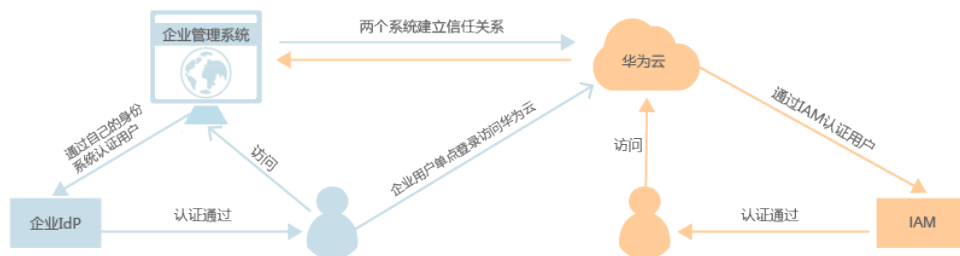 企业管理系统
两个系统建立信任关系
华为云
通过自己的身份
系统认证用户
访问
企业用户单点登录访问华为云
访问
通过IAM认证用户
企业IdP
认证通过
认证通过
IAM